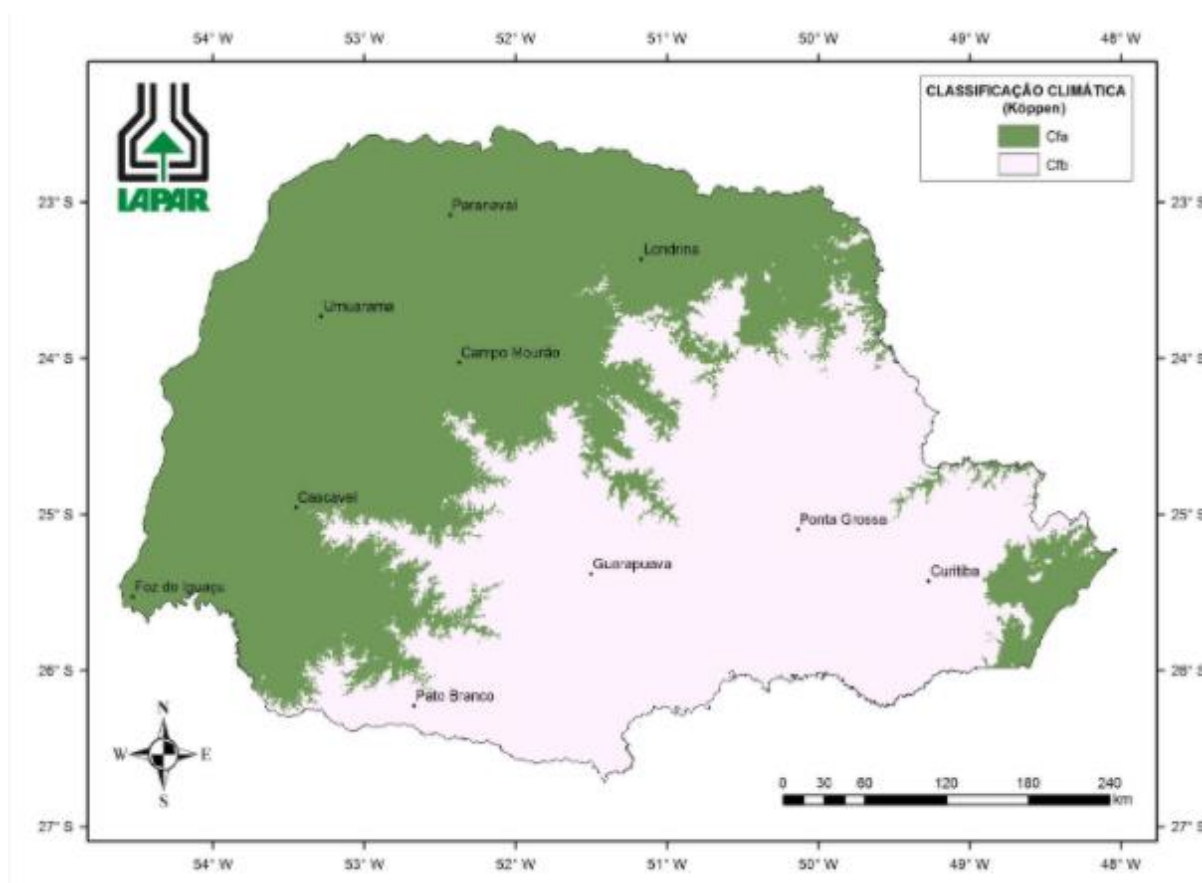 54° W 53° W 52° W 51° W 50° W 49° W 48° W
IAPAR
CLASSIFICAÇÃO CLIMÁTICA
(Köppen)
Cfa
Cfb
23° S 23° S
Paranavaí
Londrina
Umuarama
24° S 24° S
Campo Mourão
Cascavel
25° S 25° S
Ponta Grossa
Guarapuava
Curitiba
Foz do Iguaçu
26° S 26° S
Pato Branco
N
W E
S
0 30 60 120 180 240
km
27° S 27° S
54° W 53° W 52° W 51° W 50° W 49° W 48° W